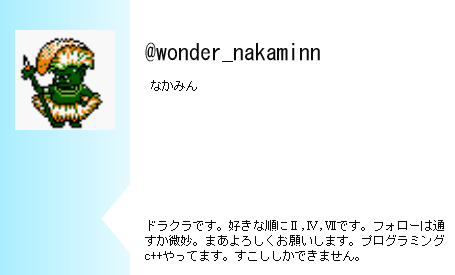 @wonder_nakaminn
なかみん
ドラクラです。好きな順にⅡ,Ⅳ,Ⅶです。フォローは通
すか微妙。まあよろしくお願いします。プログラミング
c++やってます。すこししかできません。